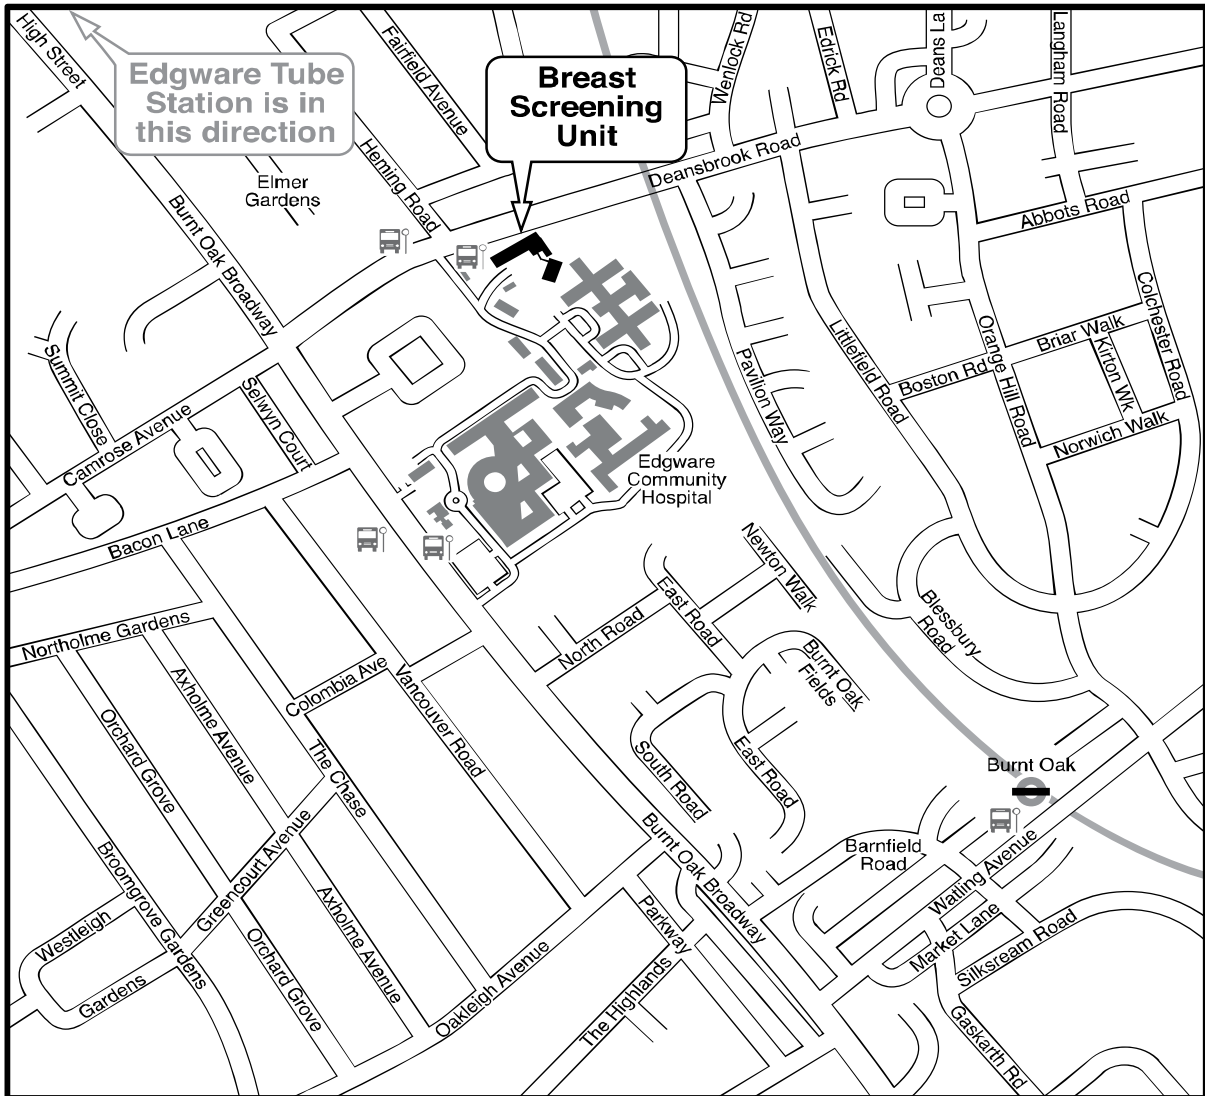 High Street
Edgware Tube
Station is in
this direction
Fairfield Avenue
Breast
Screening
Unit
Wenlock Rd
Edrick Rd
Deans La
Langham Road
Elmer
Gardens
Heming Road
Deansbrook Road
Burnt Oak Broadway
Abbots Road
Summit Close
Camrose Avenue
Selwyn Court
Pavilion Way
Littlefield Road
Boston Rd
Orange Hill Road
Briar Walk
Kirton Wk
Colchester Road
Norwich Walk
Edgware
Community
Hospital
Bacon Lane
Newton Walk
Northolme Gardens
North Road
East Road
Blessbury
Road
Burnt Oak
Fields
Colombia Ave
Vancouver Road
Axholme Avenue
Orchard Grove
The Chase
South Road
East Road
Burnt Oak
Burnt Oak Broadway
Barnfield
Road
Watling Avenue
Broomgrove Gardens
Greencourt Avenue
Axholme Avenue
Orchard Grove
Westleigh
Gardens
Oakleigh Avenue
Parkway
The Highlands
Market Lane
Silksream Road
Gaskarth Rd